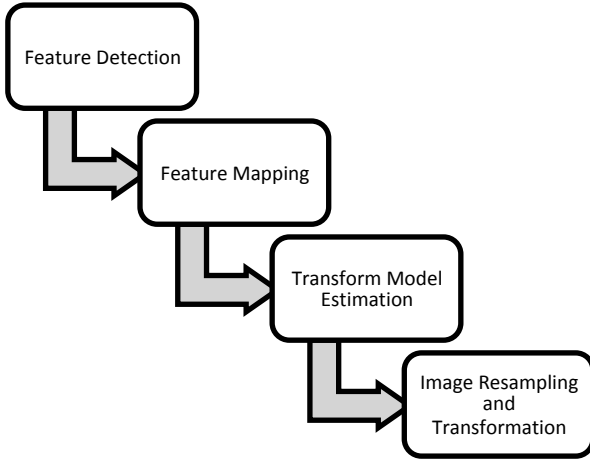 Feature Detection
Feature Mapping
Transform Model
Estimation
Image Resampling
and
Transformation